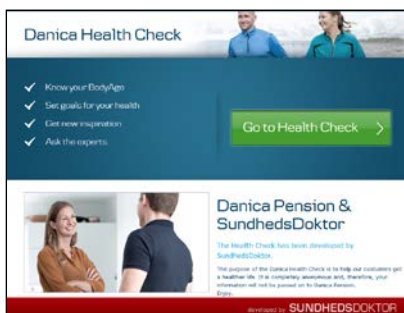 Danica Health Check
Know your BodyAge
Set goals for your health
Get new inspiration
Ask the experts
Go to Health Check
Danica Pension &
SundhedsDoktor
The Health Check has been developed by
SundhedsDoktor.
The purpose of the Danica Health Check is to help our customers get
a healthier life. It is completely anonymous and, therefore, your
information will not be passed on to Danica Pension.
Enjoy.
developed by SUNDHEDSDOKTOR